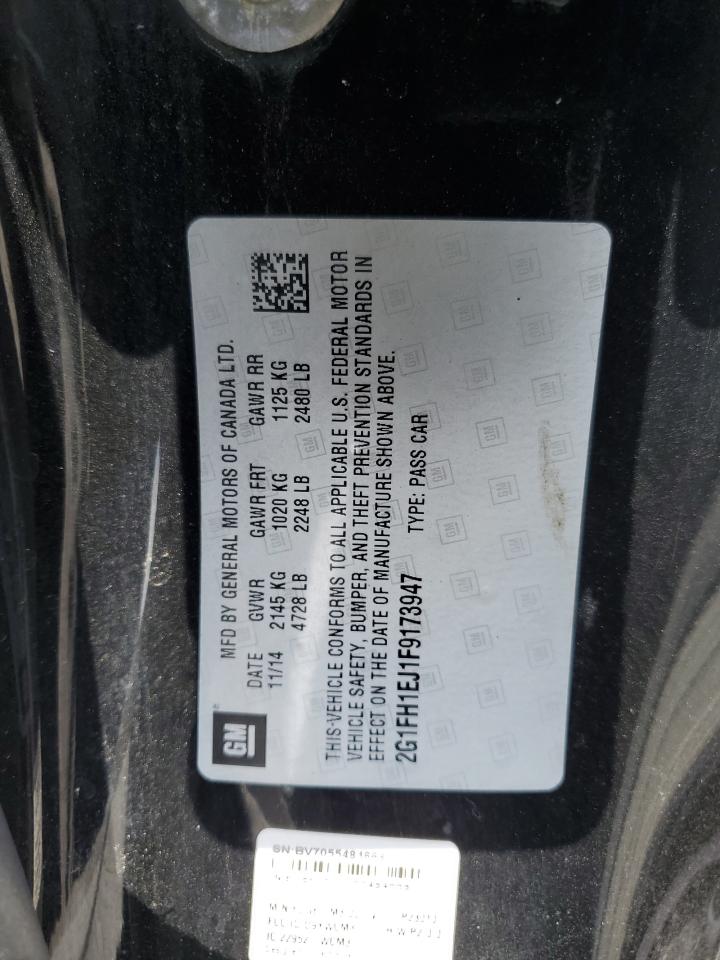 GM
MFD BY GENERAL MOTORS OF CANADA LTD.
DATE GVWR GAWR FRT GAWR RR
11/14 2145 KG 1020 KG 1125 KG
4728 LB 2248 LB 2480 LB
THIS VEHICLE CONFORMS TO ALL APPLICABLE U.S. FEDERAL MOTOR
VEHICLE SAFETY, BUMPER, AND THEFT PREVENTION STANDARDS IN
EFFECT ON THE DATE OF MANUFACTURE SHOWN ABOVE.
2G1FH1EJ1F9173947 TYPE: PASS CAR